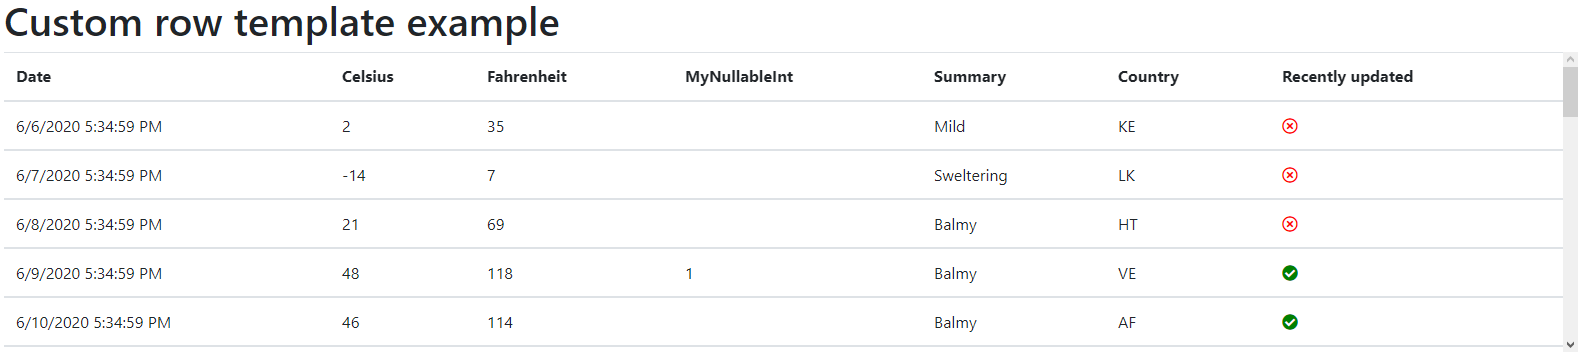 Custom row template example
Date Celsius Fahrenheit MyNullableInt Summary Country Recently updated
6/6/2020 5:34:59 PM 2 35 Mild KE
6/7/2020 5:34:59 PM -14 7 Sweltering LK
6/8/2020 5:34:59 PM 21 69 Balmy HT
6/9/2020 5:34:59 PM 48 118 1 Balmy VE
6/10/2020 5:34:59 PM 46 114 Balmy AF